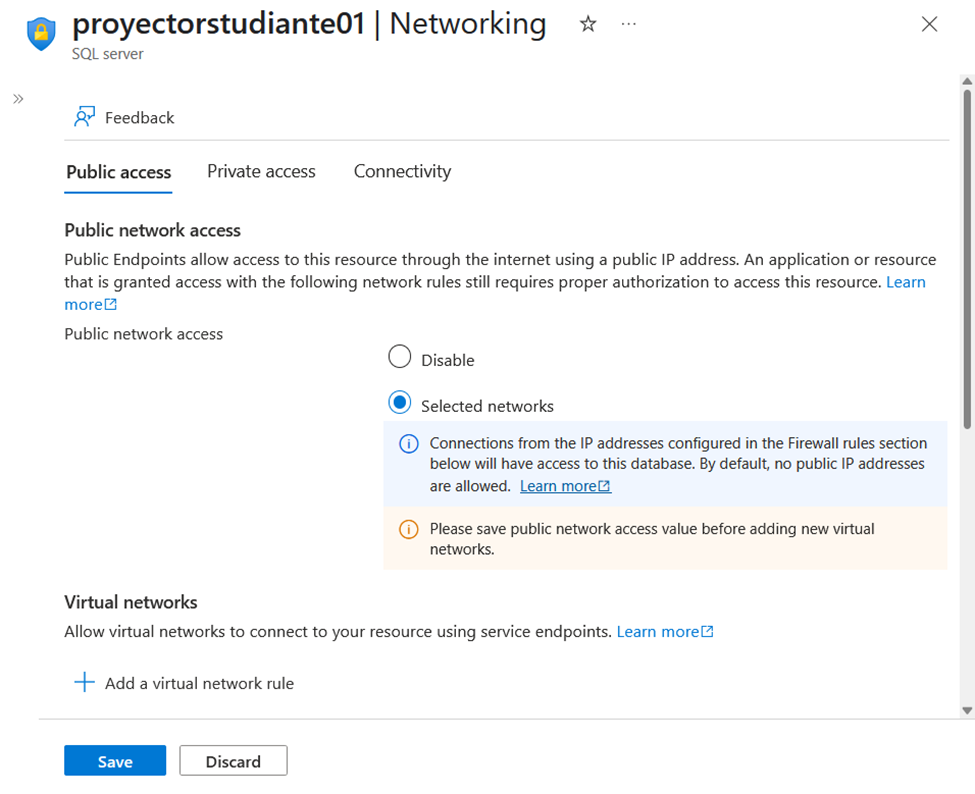 proyectorstudiante01 | Networking
SQL server
Feedback
Public access Private access Connectivity
Public network access
Public Endpoints allow access to this resource through the internet using a public IP address. An application or resource
that is granted access with the following network rules still requires proper authorization to access this resource. Learn
more
Public network access
Disable
Selected networks
Connections from the IP addresses configured in the Firewall rules section
below will have access to this database. By default, no public IP addresses
are allowed. Learn more
Please save public network access value before adding new virtual
networks.
Virtual networks
Allow virtual networks to connect to your resource using service endpoints. Learn more
Add a virtual network rule
Save Discard